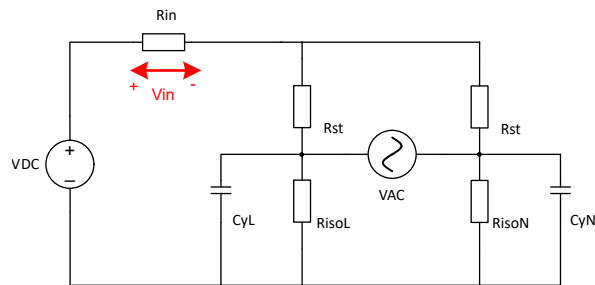 Rin
+ -
Vin
Rst
Rst
VDC
+
−
VAC
CyL
RisoL
RisoN
CyN